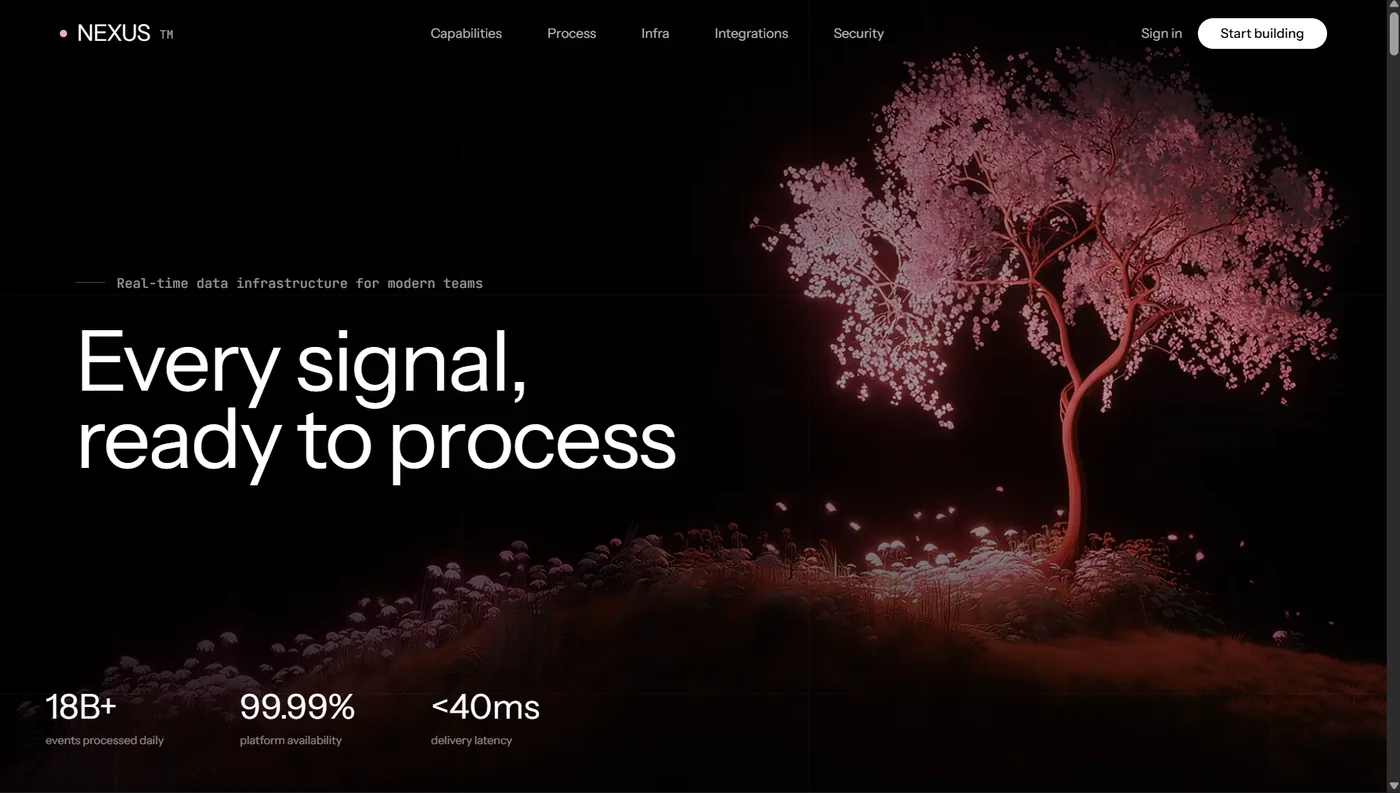 NEXUS TM
Capabilities
Process
Infra
Integrations
Security
Sign in
Start building
Real-time data infrastructure for modern teams
Every signal,
ready to process
18B+
events processed daily
99.99%
platform availability
<40ms
delivery latency